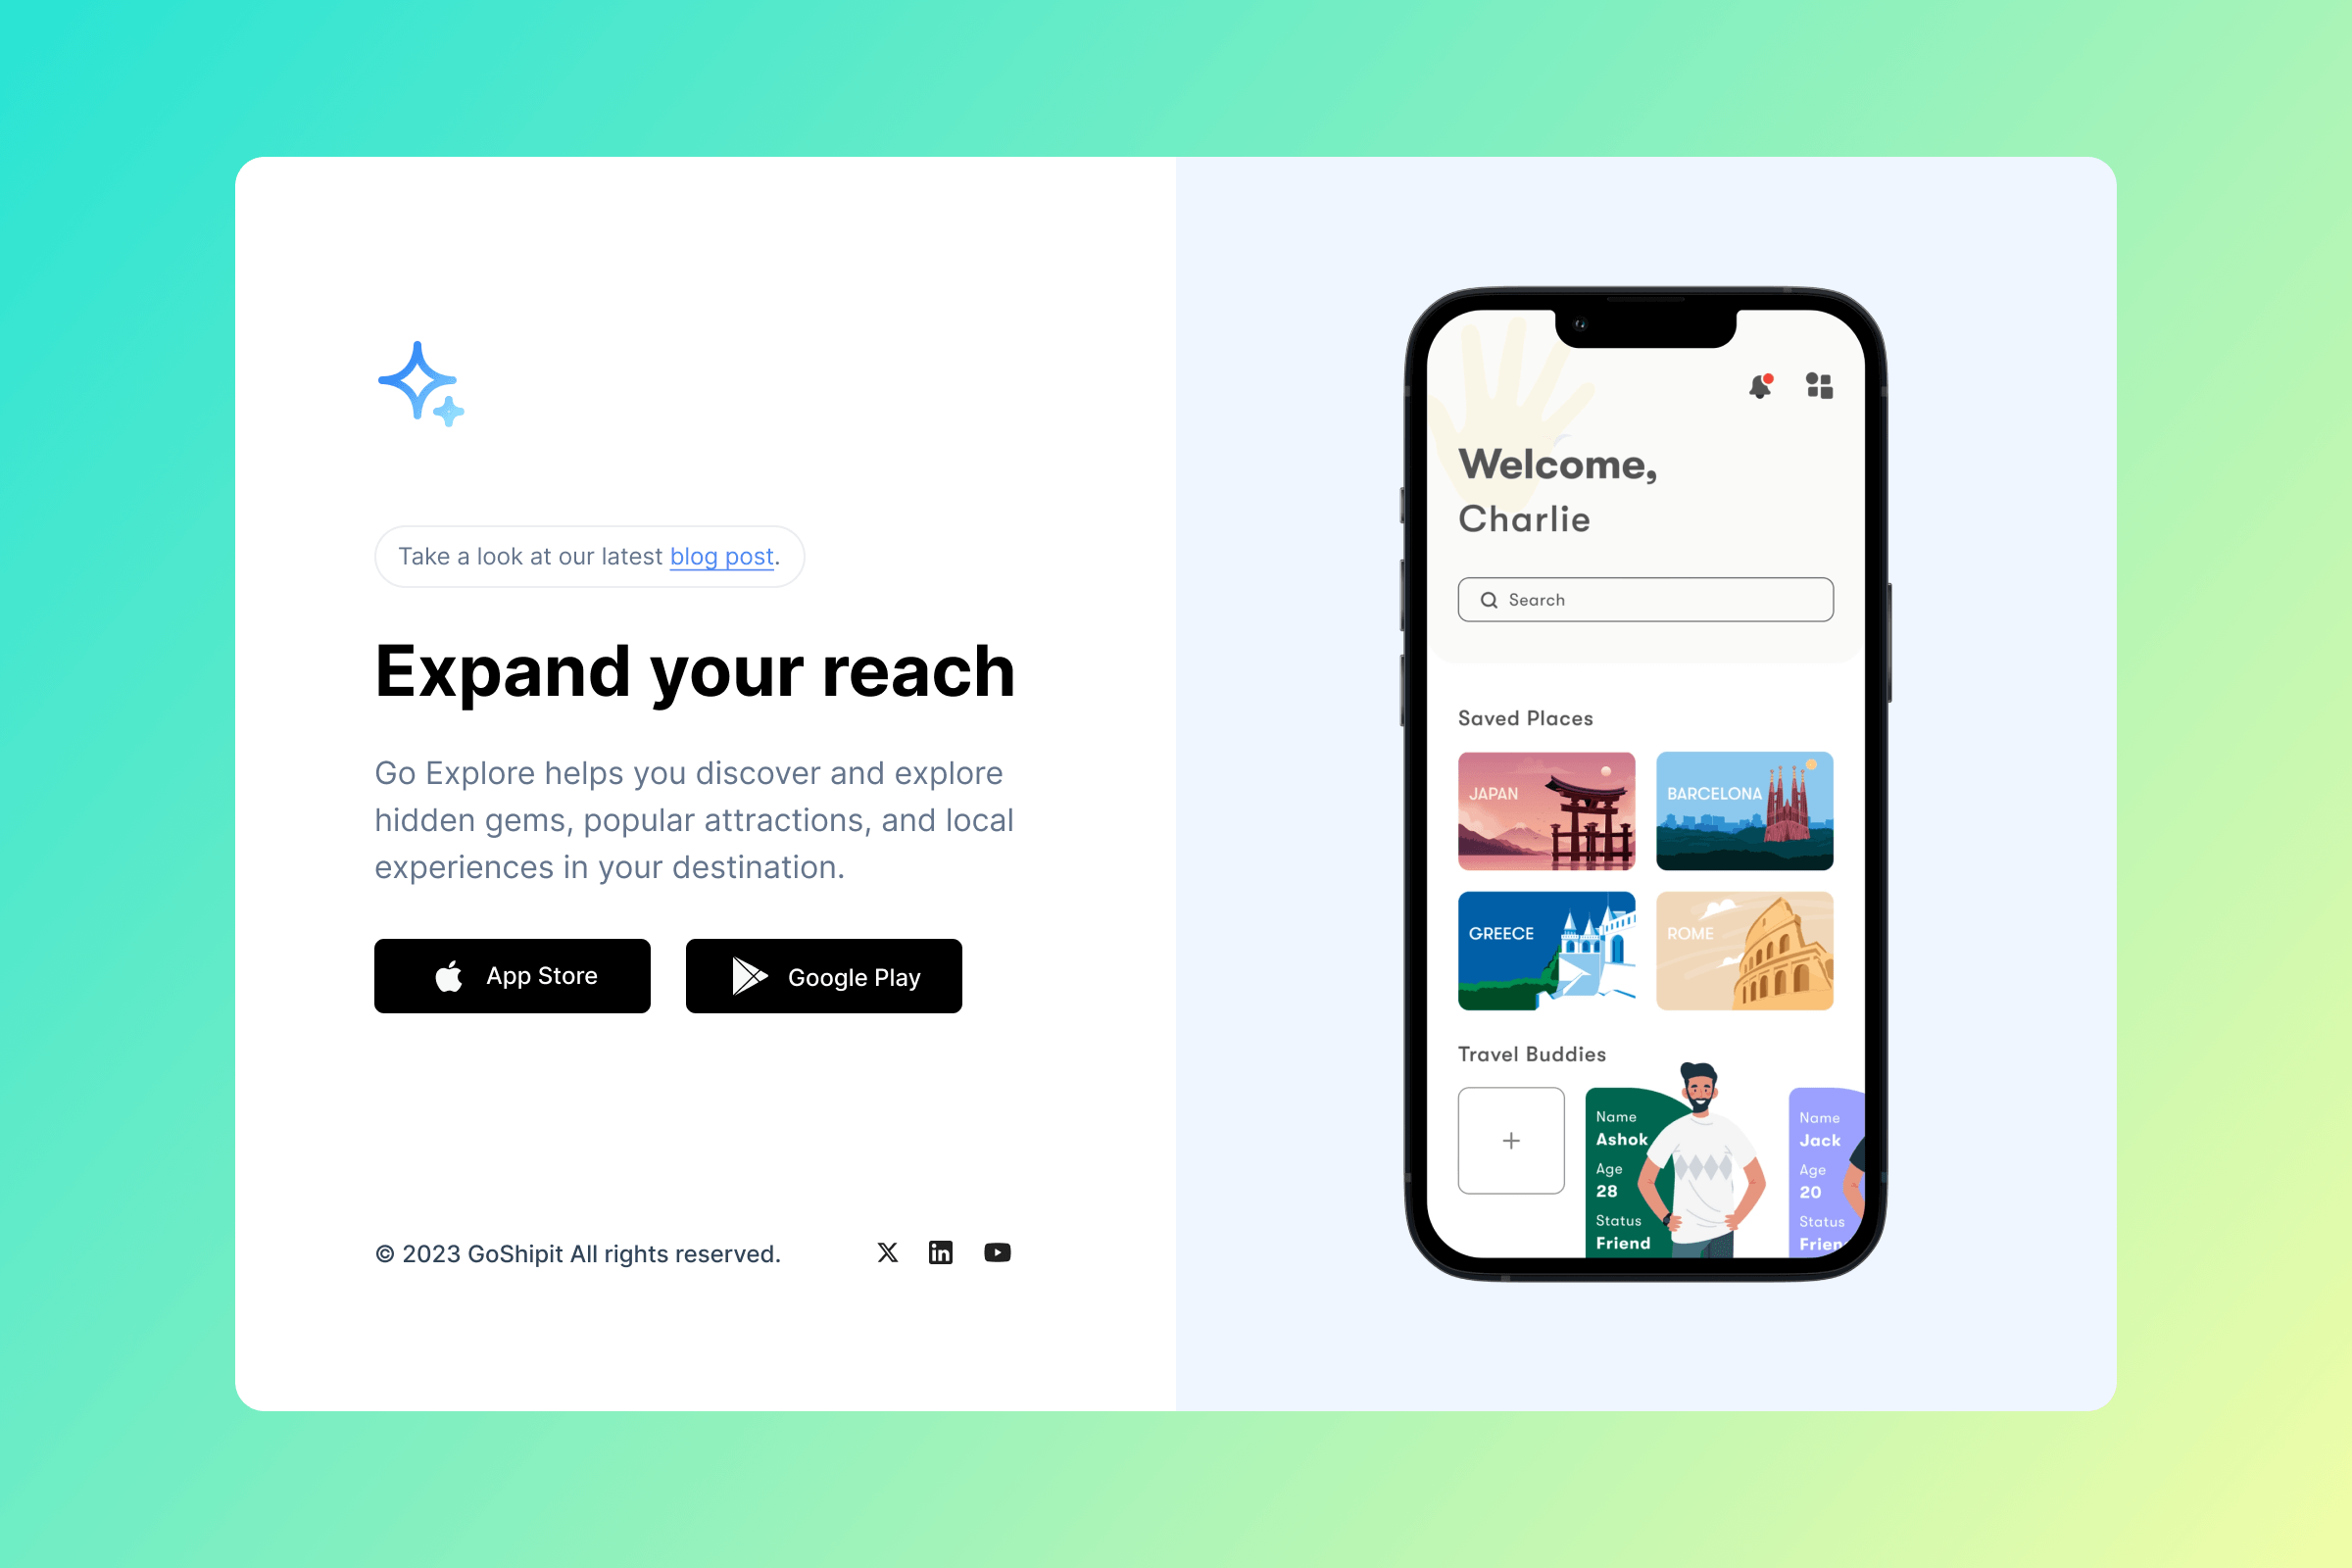 Take a look at our latest blog post.
Expand your reach
Go Explore helps you discover and explore
hidden gems, popular attractions, and local
experiences in your destination.
App Store
Google Play
© 2023 GoShipit All rights reserved.
Welcome,
Charlie
Search
Saved Places
JAPAN
BARCELONA
GREECE
ROME
Travel Buddies
Name
Ashok
Age
28
Status
Friend
Name
Jack
Age
20
Status
Frien